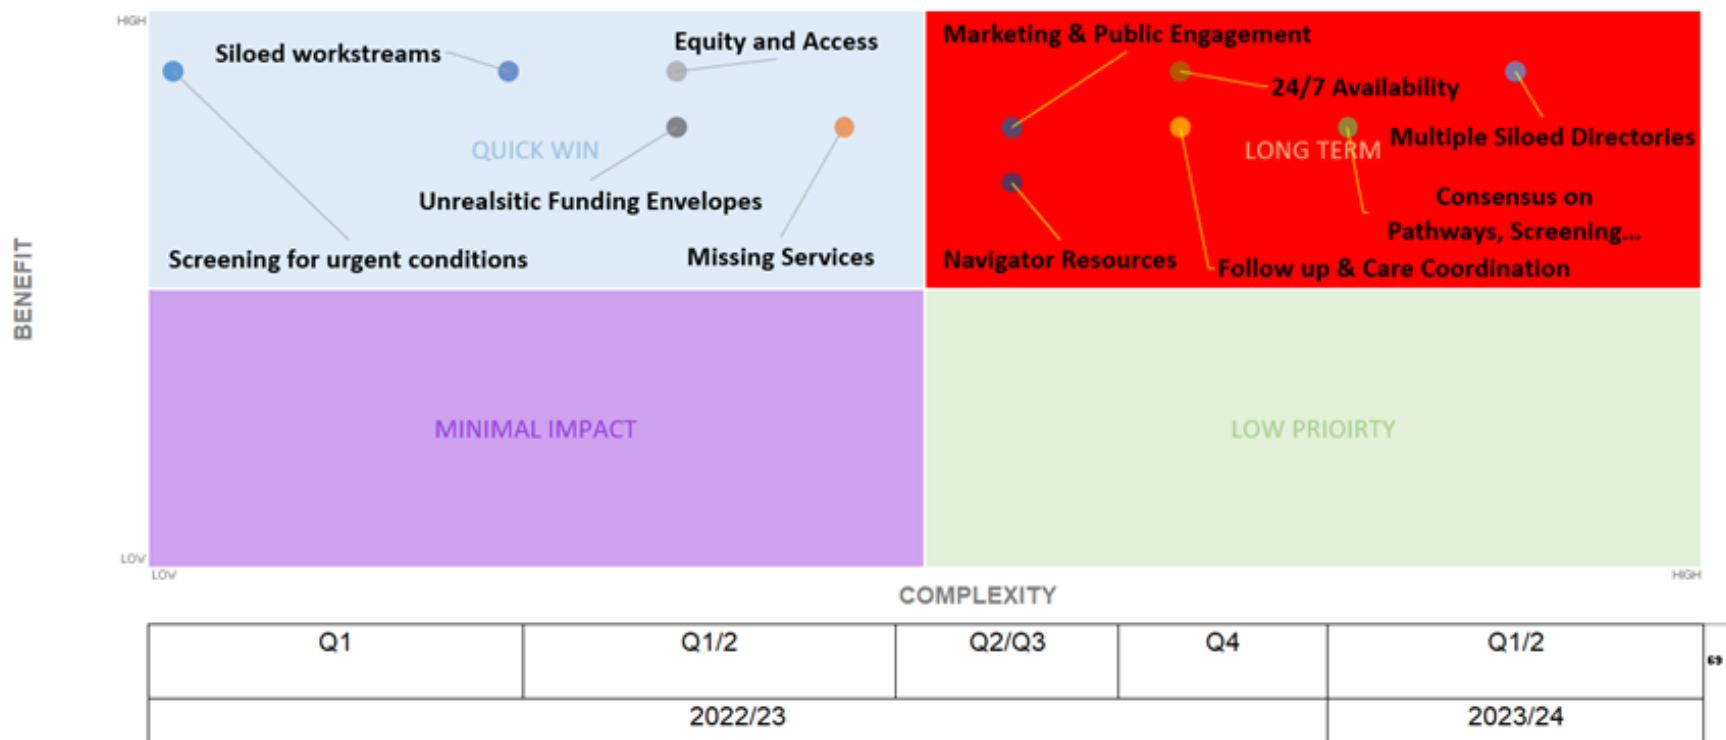 HIGH
Siloed workstreams
Equity and Access
Marketing & Public Engagement
24/7 Availability
QUICK WIN
LONG TERM
Multiple Siloed Directories
Unrealsitic Funding Envelopes
Consensus on
Pathways, Screening...
Screening for urgent conditions
Missing Services
Navigator Resources
Follow up & Care Coordination
BENEFIT
MINIMAL IMPACT
LOW PRIOIRTY
LOW
LOW
HIGH
COMPLEXITY
Q1
Q1/2
Q2/Q3
Q4
Q1/2
69
2022/23
2023/24